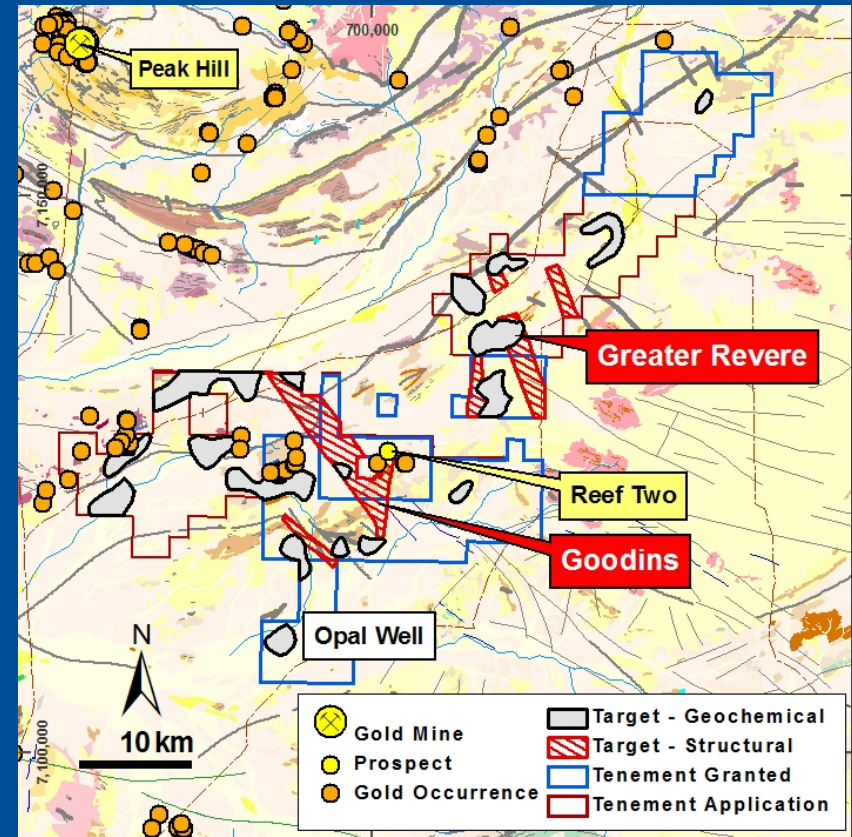 700,000
Peak Hill
7,150,000
Greater Revere
Reef Two
Goodins
Opal Well
N
10 km
7,100,000
Gold Mine
Prospect
Gold Occurrence
Target - Geochemical
Target - Structural
Tenement Granted
Tenement Application